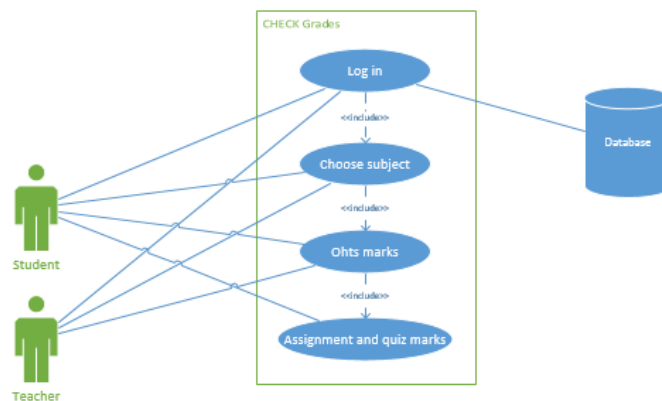 CHECK Grades
Log in
<<include>>
Choose subject
Database
<<include>>
Ohts marks
Student
<<include>>
Assignment and quiz marks
Teacher